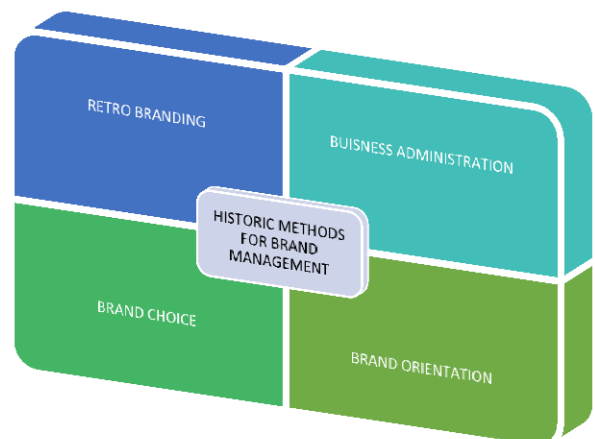 RETRO BRANDING
BUISNESS ADMINISTRATION
HISTORIC METHODS
FOR BRAND
MANAGEMENT
BRAND CHOICE
BRAND ORIENTATION